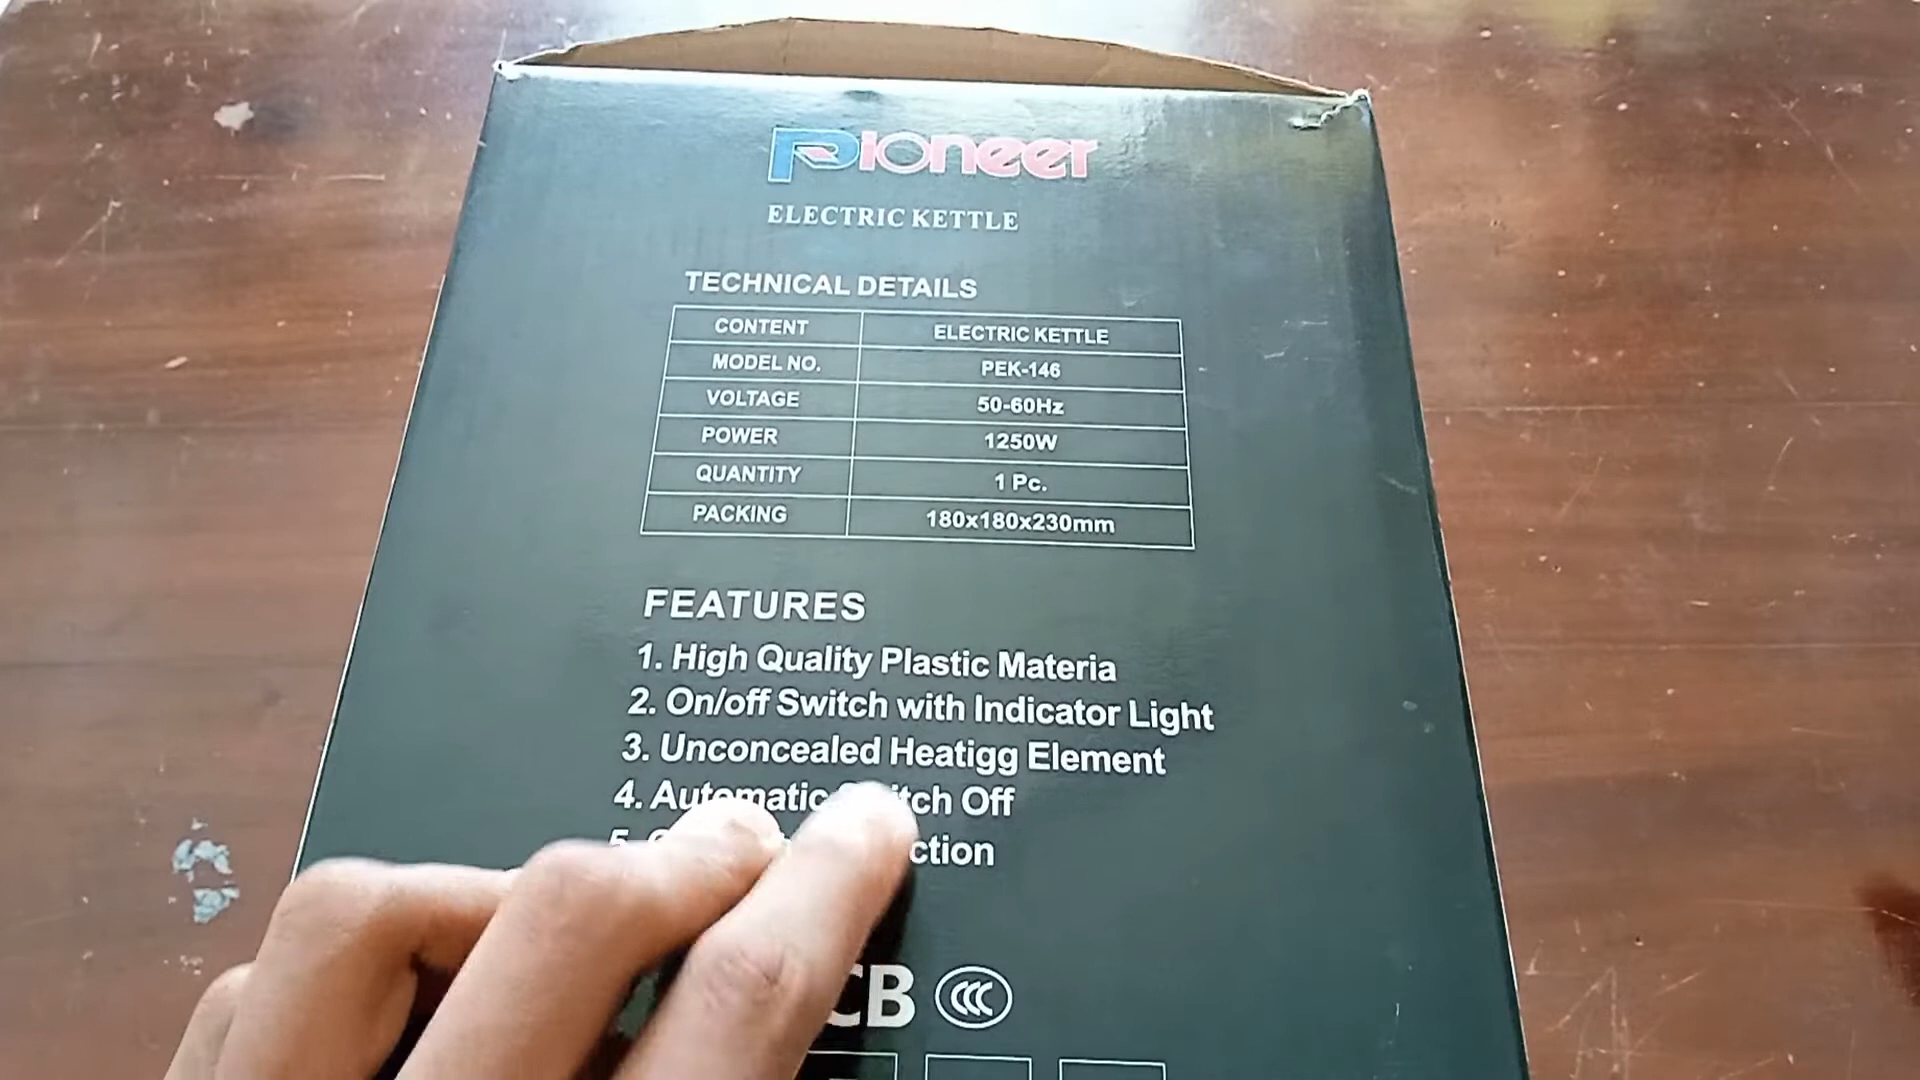 Pioneer
ELECTRIC KETTLE
TECHNICAL DETAILS
CONTENT ELECTRIC KETTLE
MODEL NO. PEK-146
VOLTAGE 50-60Hz
POWER 1250W
QUANTITY 1 Pc.
PACKING 180x180x230mm
FEATURES
1. High Quality Plastic Materia
2. On/off Switch with Indicator Light
3. Unconcealed Heatigg Element
4. Automatic Off
5.
CB CCC